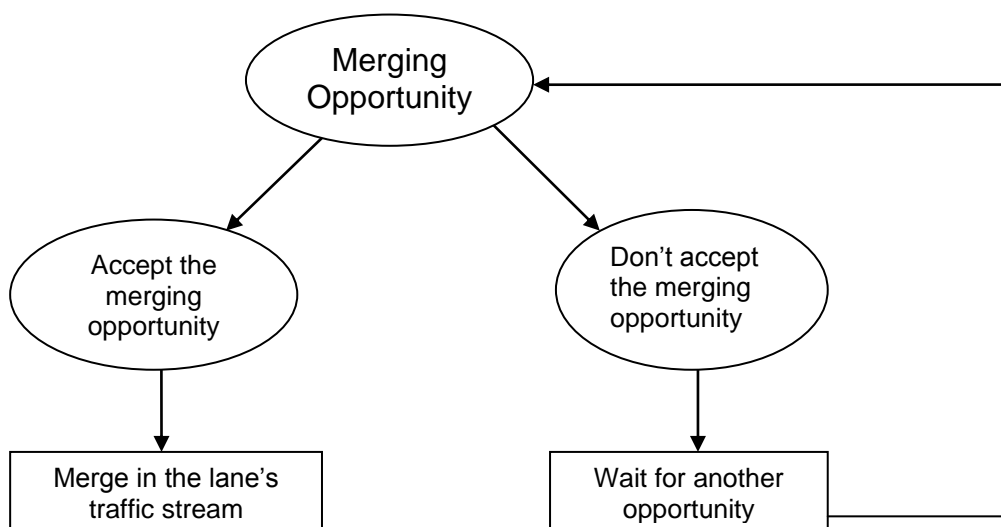 Merging
Opportunity
Accept the
merging
opportunity
Don’t accept
the merging
opportunity
Merge in the lane’s
traffic stream
Wait for another
opportunity